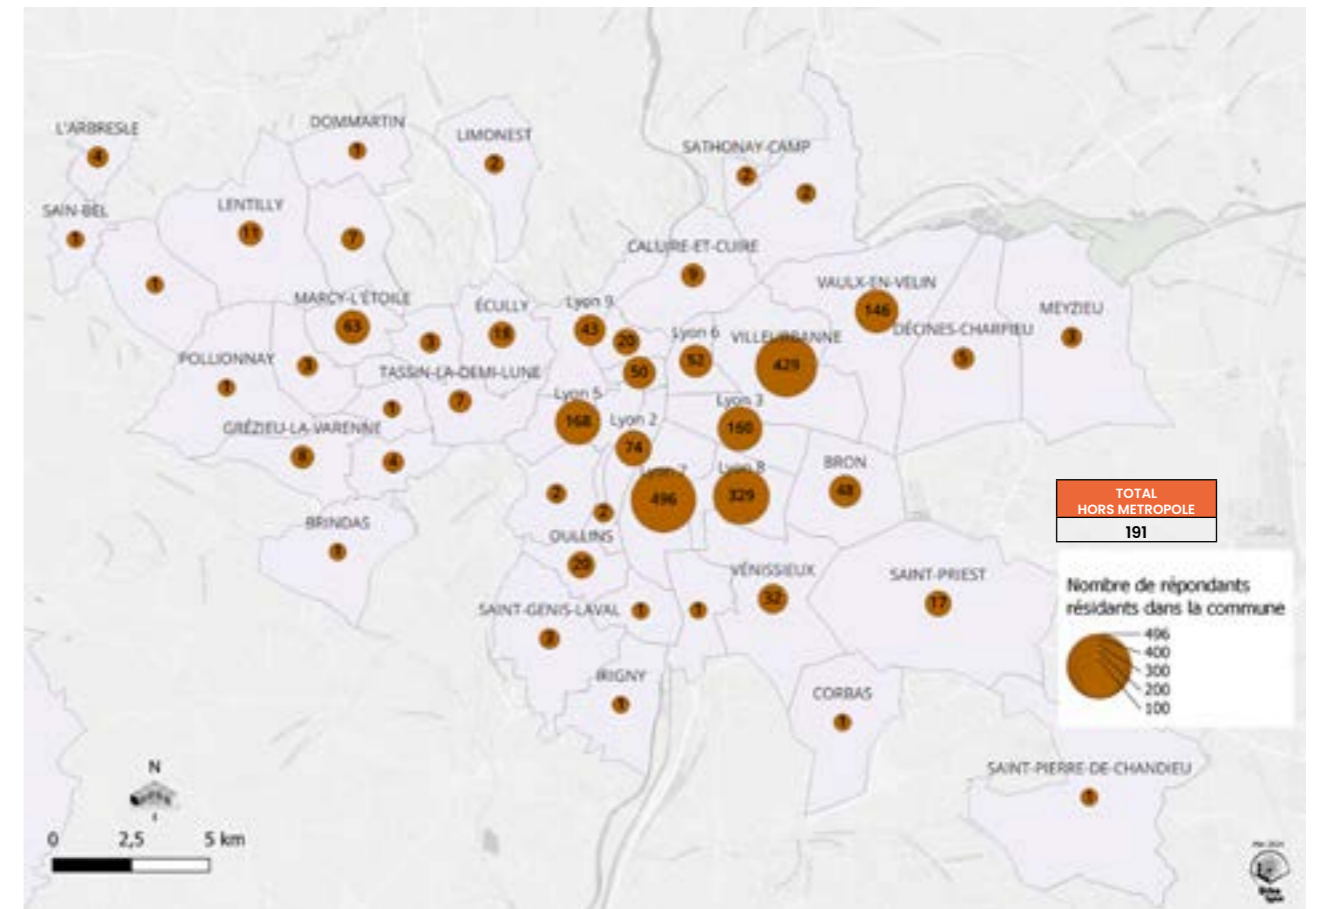 L'ARBRESLE
4
DOMMARTIN
1
LIMONEST
2
SATHONAY-CAMP
2
2
SAIN-BEL
1
LENTILLY
11
7
1
CALUIRE-ET-CUIRE
9
VAULX-EN-VELIN
146
MEYZIEU
3
DÉCINES-CHARPIEU
5
MARCY-L'ÉTOILE
63
ÉCULLY
18
3
Lyon 9
43
20
50
Lyon 6
52
VILLEURBANNE
429
POLLIONNAY
1
3
TASSIN-LA-DEMI-LUNE
7
1
Lyon 5
168
Lyon 2
74
Lyon 3
160
GRÉZIEU-LA-VARENNE
8
4
Lyon 7
496
Lyon 8
329
BRON
48
2
2
BRINDAS
1
OULLINS
20
VÉNISSIEUX
32
SAINT-PRIEST
17
SAINT-GENIS-LAVAL
1
1
IRIGNY
1
CORBAS
1
SAINT-PIERRE-DE-CHANDIEU
1
TOTAL
HORS METROPOLE
191
Nombre de répondants
résidants dans la commune
496
400
300
200
100
N
0 2,5 5 km